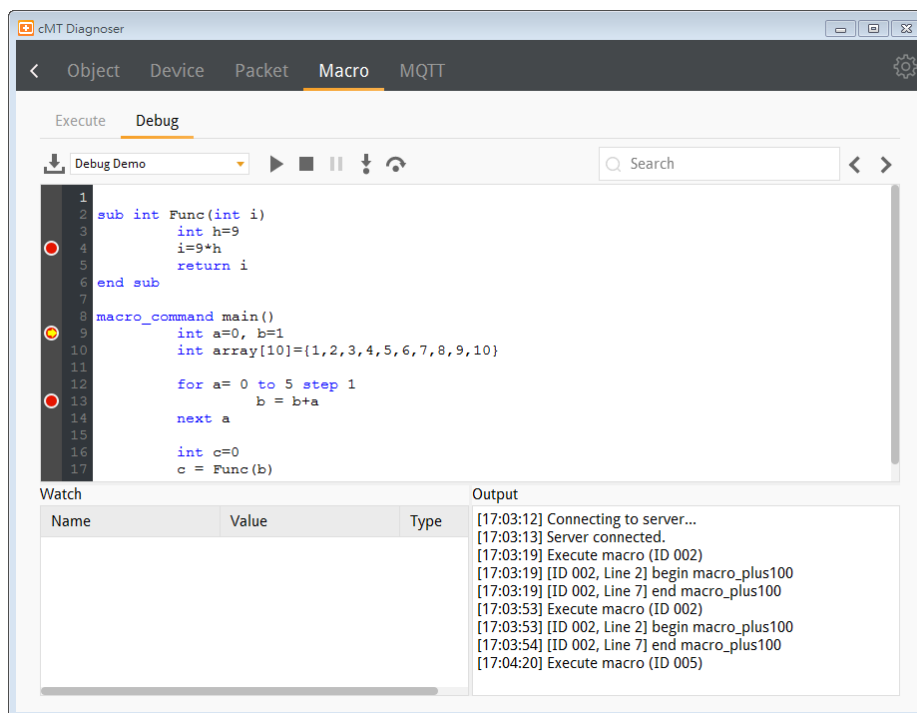 cMT Diagnoser
Object Device Packet Macro MQTT
Execute Debug
Debug Demo Search
1
2 sub int Func(int i)
3 int h=9
4 i=9*h
5 return i
6 end sub
7
8 macro_command main()
9 int a=0, b=1
10 int array[10]={1,2,3,4,5,6,7,8,9,10}
11
12 for a= 0 to 5 step 1
13 b = b+a
14 next a
15
16 int c=0
17 c = Func(b)
Watch
Name Value Type
Output
[17:03:12] Connecting to server...
[17:03:13] Server connected.
[17:03:19] Execute macro (ID 002)
[17:03:19] [ID 002, Line 2] begin macro_plus100
[17:03:19] [ID 002, Line 7] end macro_plus100
[17:03:53] Execute macro (ID 002)
[17:03:53] [ID 002, Line 2] begin macro_plus100
[17:03:54] [ID 002, Line 7] end macro_plus100
[17:04:20] Execute macro (ID 005)